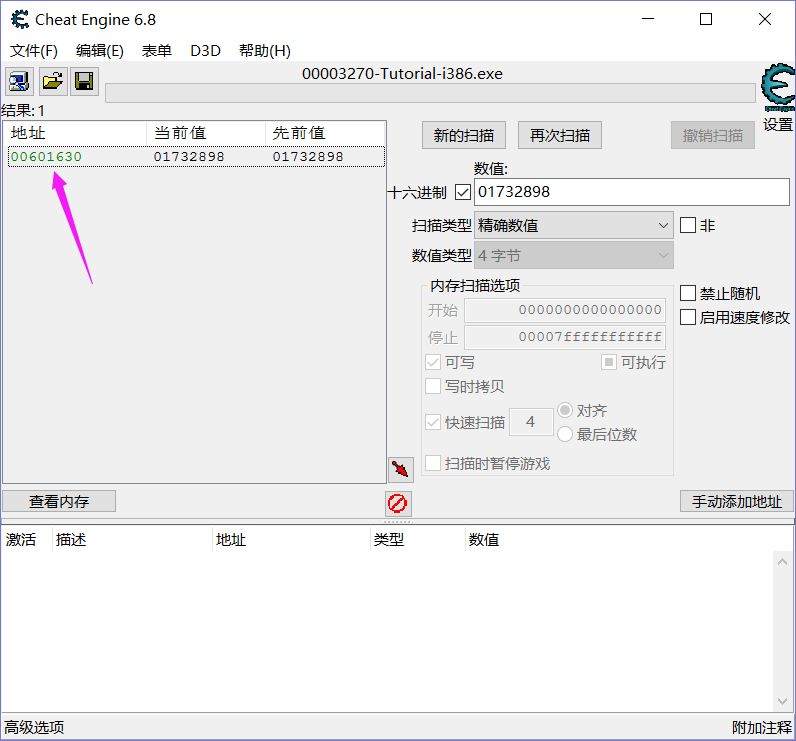 Cheat Engine 6.8
文件(F) 编辑(E) 表单 D3D 帮助(H)
00003270-Tutorial-i386.exe
结果: 1
设置
地址 当前值 先前值
00601630 01732898 01732898
新的扫描 再次扫描 撤销扫描
数值:
十六进制 01732898
扫描类型 精确数值 非
数值类型 4 字节
内存扫描选项
开始 0000000000000000
停止 00007fffffffffff
可写 可执行
写时拷贝
快速扫描 4 对齐
最后位数
扫描时暂停游戏
禁止随机
启用速度修改
查看内存 手动添加地址
激活 描述 地址 类型 数值
高级选项 附加注释